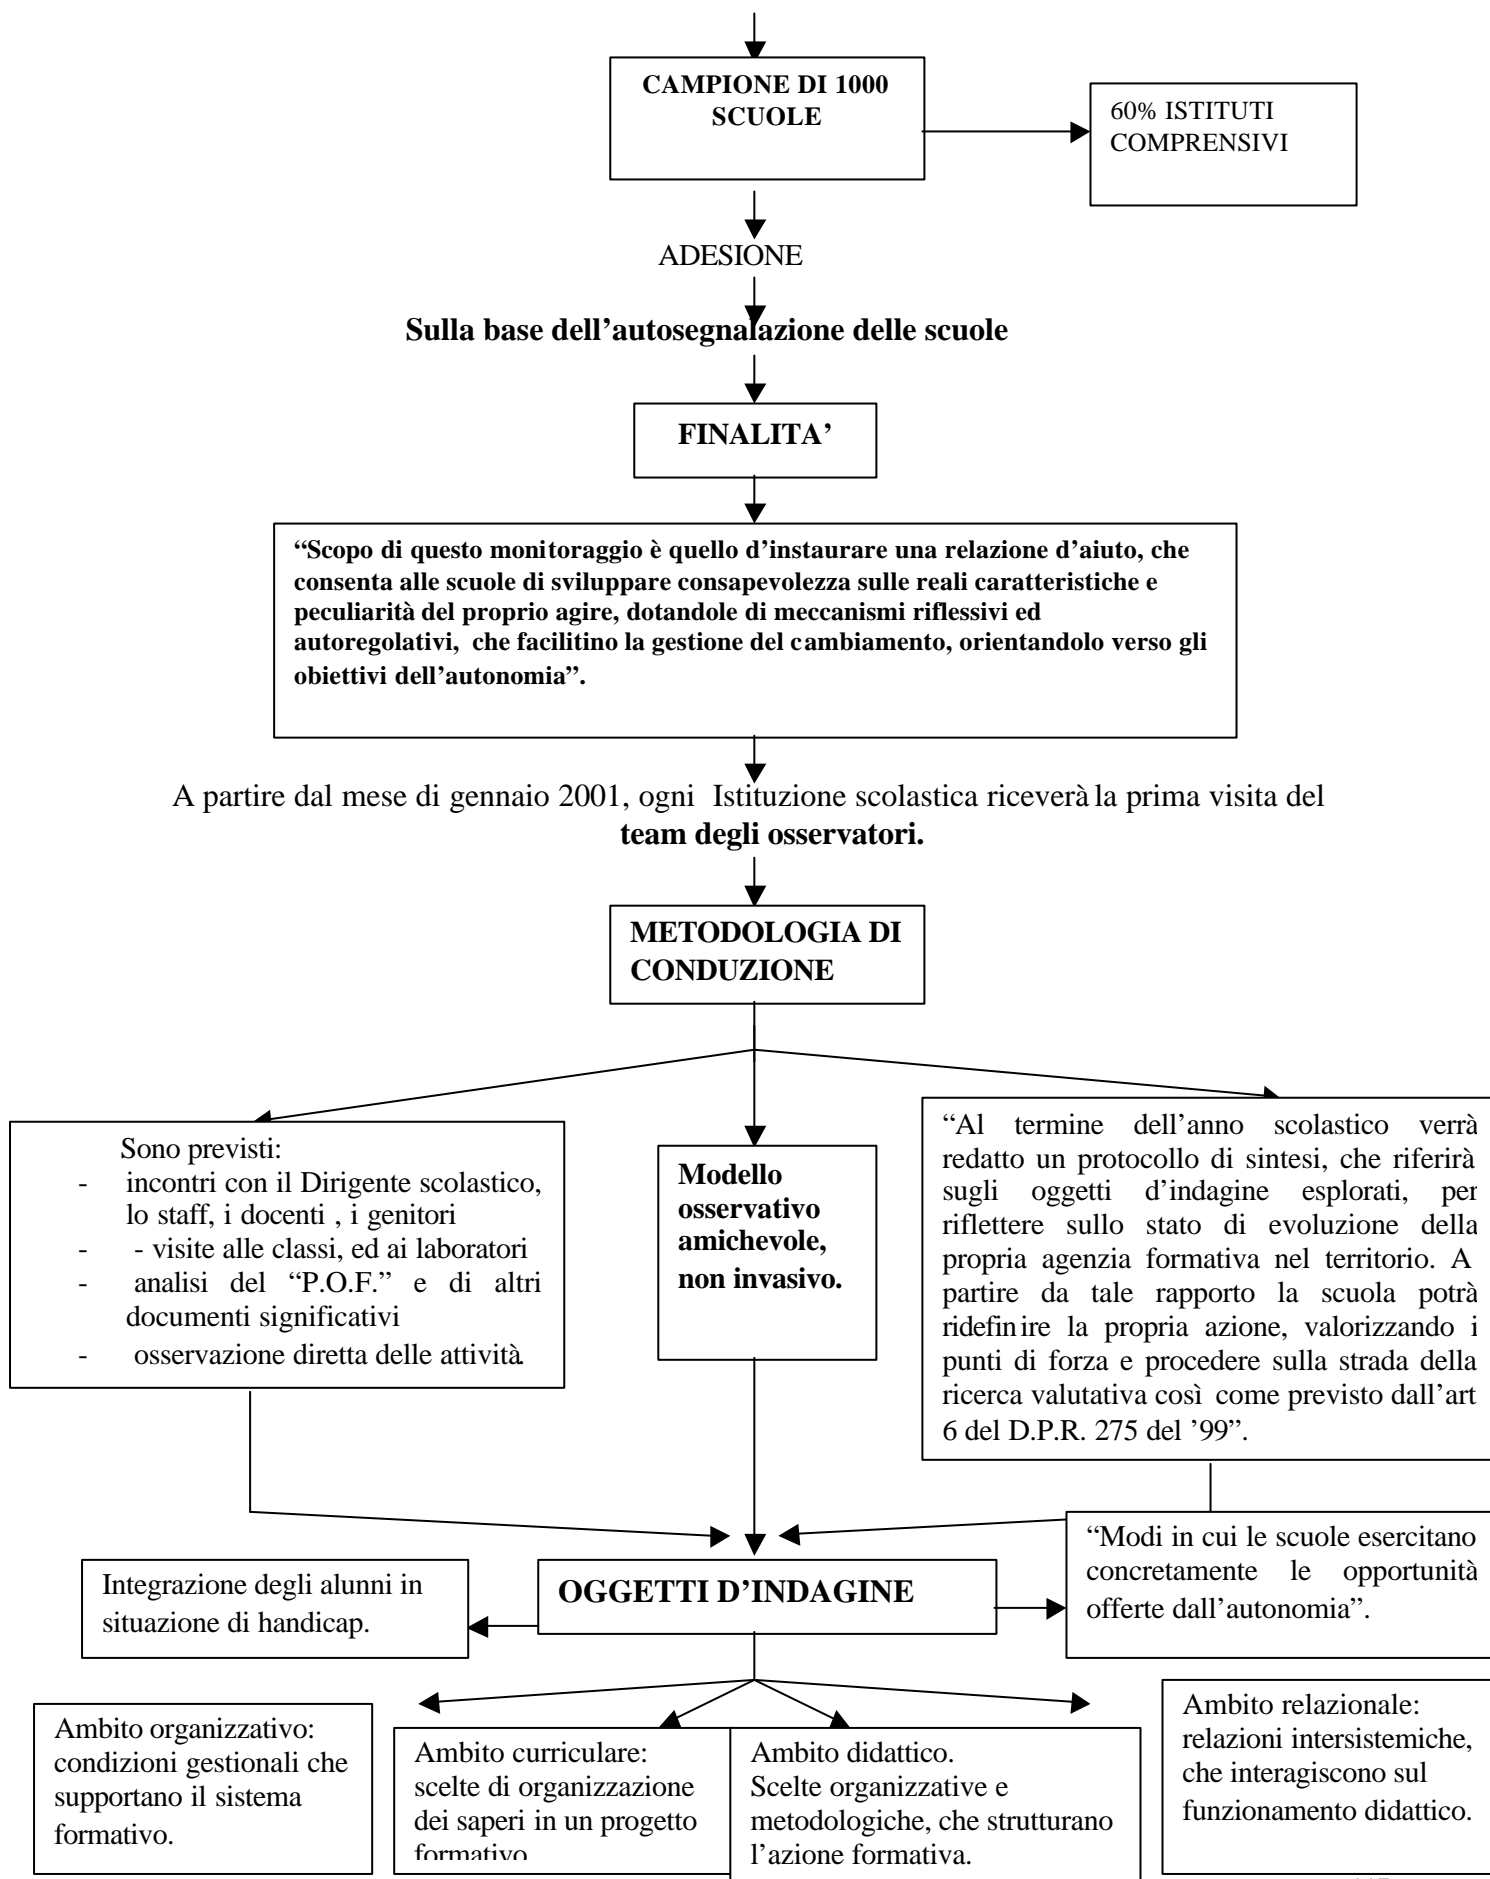 CAMPIONE DI 1000
SCUOLE
60% ISTITUTI
COMPRENSIVI
ADESIONE
Sulla base dell’autosegnalazione delle scuole
FINALITA’
“Scopo di questo monitoraggio è quello d’instaurare una relazione d’aiuto, che
consenta alle scuole di sviluppare consapevolezza sulle reali caratteristiche e
peculiarità del proprio agire, dotandole di meccanismi riflessivi ed
autoregolativi, che facilitino la gestione del cambiamento, orientandolo verso gli
obiettivi dell’autonomia”.
A partire dal mese di gennaio 2001, ogni Istituzione scolastica riceverà la prima visita del
team degli osservatori.
METODOLOGIA DI
CONDUZIONE
Sono previsti:
- incontri con il Dirigente scolastico,
lo staff, i docenti , i genitori
- - visite alle classi, ed ai laboratori
- analisi del “P.O.F.” e di altri
documenti significativi
- osservazione diretta delle attività.
Modello
osservativo
amichevole,
non invasivo.
“Al termine dell’anno scolastico verrà
redatto un protocollo di sintesi, che riferirà
sugli oggetti d’indagine esplorati, per
riflettere sullo stato di evoluzione della
propria agenzia formativa nel territorio. A
partire da tale rapporto la scuola potrà
ridefinire la propria azione, valorizzando i
punti di forza e procedere sulla strada della
ricerca valutativa così come previsto dall’art
6 del D.P.R. 275 del ’99”.
Integrazione degli alunni in
situazione di handicap.
OGGETTI D’INDAGINE
“Modi in cui le scuole esercitano
concretamente le opportunità
offerte dall’autonomia”.
Ambito organizzativo:
condizioni gestionali che
supportano il sistema
formativo.
Ambito curriculare:
scelte di organizzazione
dei saperi in un progetto
formativo
Ambito didattico.
Scelte organizzative e
metodologiche, che strutturano
l’azione formativa.
Ambito relazionale:
relazioni intersistemiche,
che interagiscono sul
funzionamento didattico.